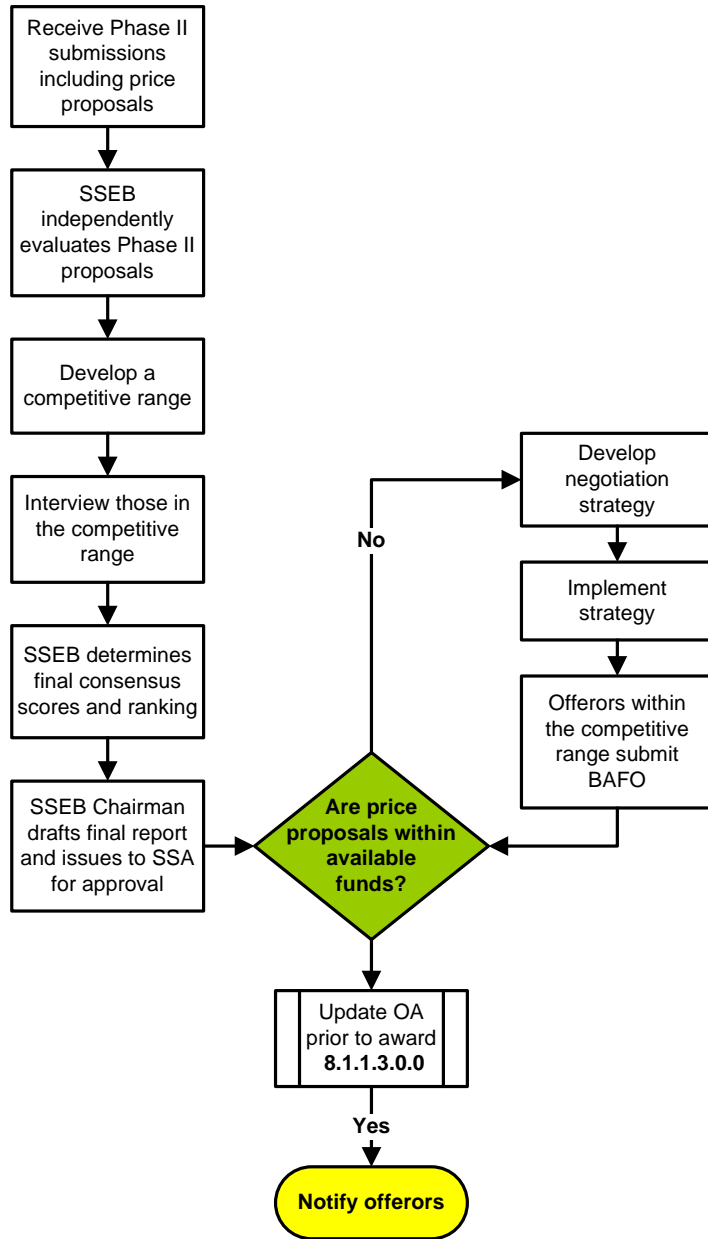 Receive Phase II
submissions
including price
proposals
SSEB
independently
evaluates Phase II
proposals
Develop a
competitive range
Interview those in
the competitive
range
SSEB determines
final consensus
scores and ranking
SSEB Chairman
drafts final report
and issues to SSA
for approval
Are price
proposals within
available
funds?
No
Develop
negotiation
strategy
Implement
strategy
Offerors within
the competitive
range submit
BAFO
Update OA
prior to award
8.1.1.3.0.0
Yes
Notify offerors